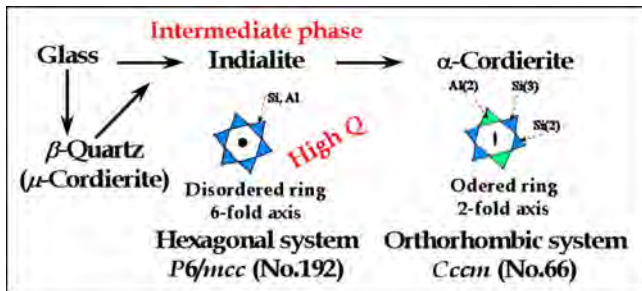 Intermediate phase
Glass
Indialite
α-Cordierite
Si, Al
Al(2)
Si(3)
Si(2)
β-Quartz
(μ-Cordierite)
High Q
Disordered ring
6-fold axis
Odered ring
2-fold axis
Hexagonal system
P6/mcc (No.192)
Orthorhombic system
Cccm (No.66)